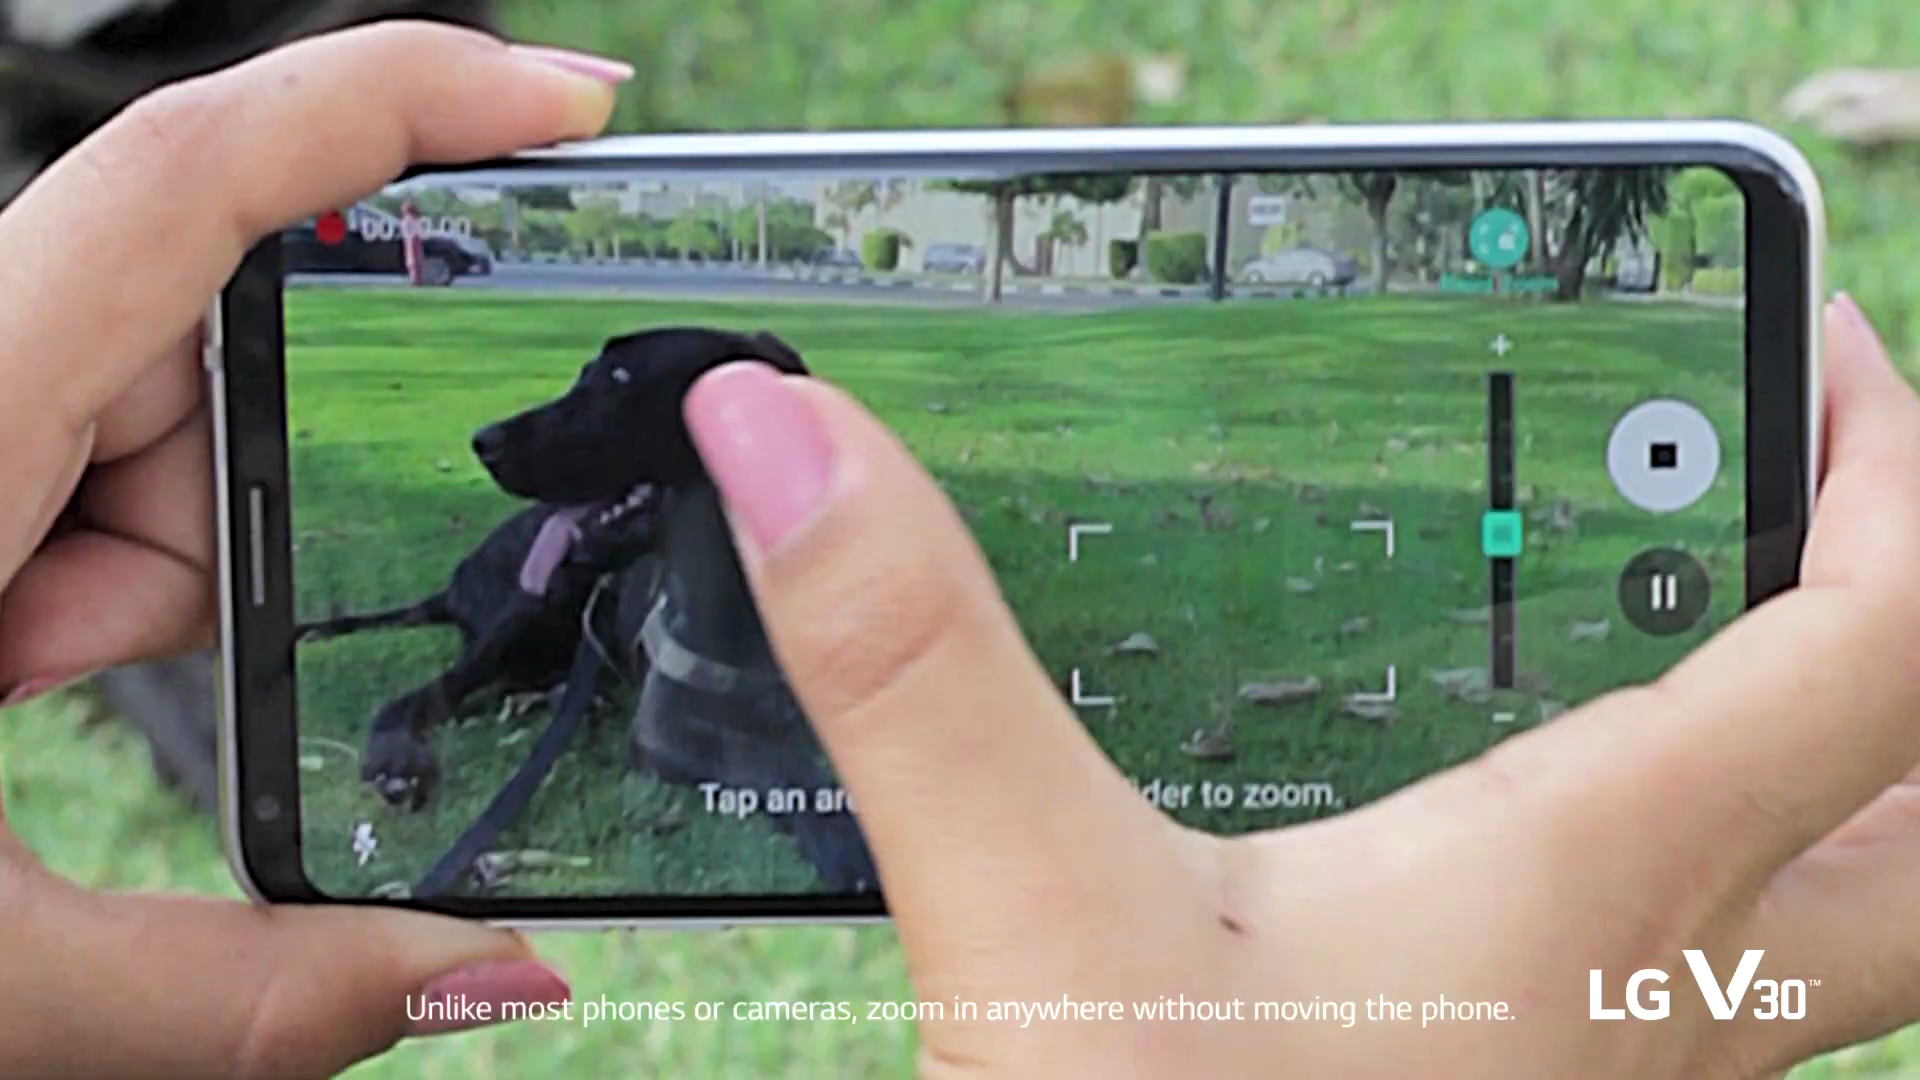 00:00:00
+
Tap an are
der to zoom.
−
Unlike most phones or cameras, zoom in anywhere without moving the phone.
LG V30™